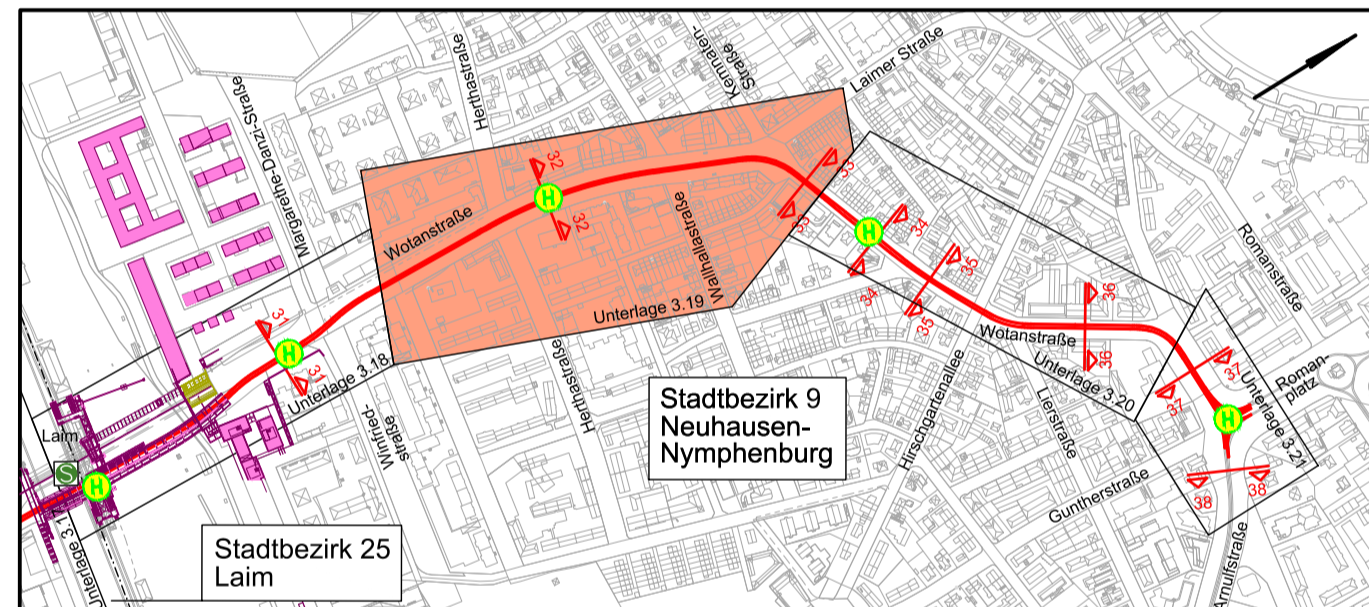 Margarethe-Danzi-Straße
Herthastraße
Kemnaten-
Straße
Laimer Straße
Wotanstraße
32
32
33
33
Wallhallastraße
Unterlage 3.19
H
31
31
H
Unterlage 3.18
Winfried-
straße
Herthastraße
Laim
S
H
Unterlage 3.17
Stadtbezirk 25
Laim
Stadtbezirk 9
Neuhausen-
Nymphenburg
H
34
34
35
35
36
36
Wotanstraße
Unterlage 3.20
Hirschgartenallee
Lierstraße
Guntherstraße
Romanstraße
37
37
Roman-
platz
H
Unterlage 3.21
38
38
Arnulfstraße